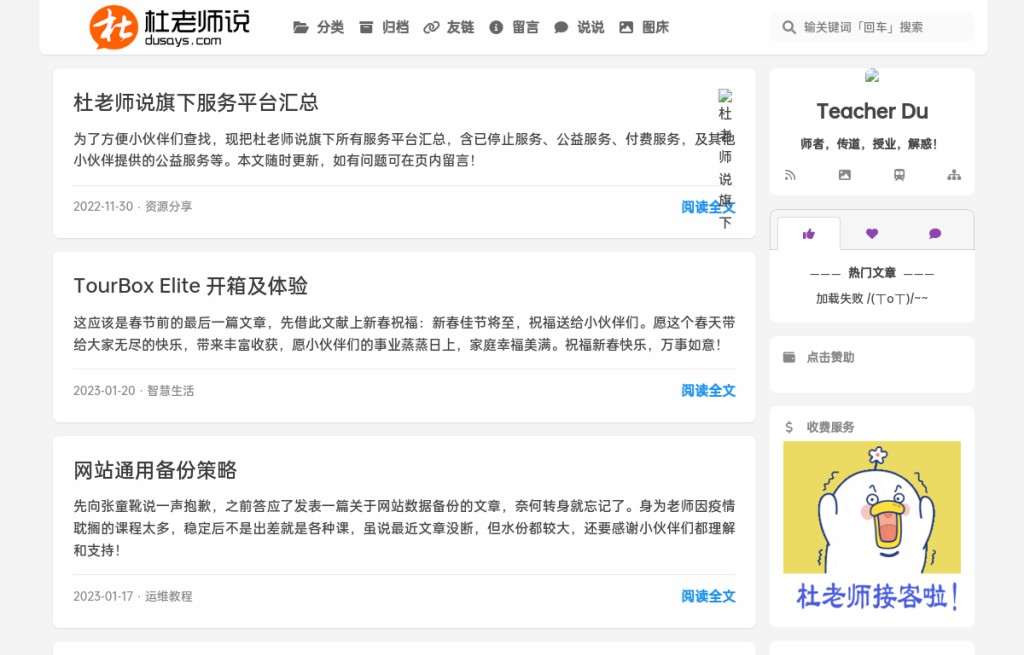 杜老师说
dusays.com
分类 归档 友链 留言 说说 图床
输关键词「回车」搜索
杜老师说旗下服务平台汇总
为了方便小伙伴们查找，现把杜老师说旗下所有服务平台汇总，含已停止服务、公益服务、付费服务，及其他
小伙伴提供的公益服务等。本文随时更新，如有问题可在页内留言！
杜
老
师
说
旗
下
2022-11-30 · 资源分享
阅读全文
TourBox Elite 开箱及体验
这应该是春节前的最后一篇文章，先借此文献上新春祝福：新春佳节将至，祝福送给小伙伴们。愿这个春天带
给大家无尽的快乐，带来丰富收获，愿小伙伴们的事业蒸蒸日上，家庭幸福美满。祝福新春快乐，万事如意！
2023-01-20 · 智慧生活
阅读全文
网站通用备份策略
先向张童靴说一声抱歉，之前答应了发表一篇关于网站数据备份的文章，奈何转身就忘记了。身为老师因疫情
耽搁的课程太多，稳定后不是出差就是各种课，虽说最近文章没断，但水份都较大，还要感谢小伙伴们都理解
和支持！
2023-01-17 · 运维教程
阅读全文
Teacher Du
师者，传道，授业，解惑！
——— 热门文章 ———
加载失败 /(ㄒoㄒ)/~~
点击赞助
收费服务
杜老师接客啦！